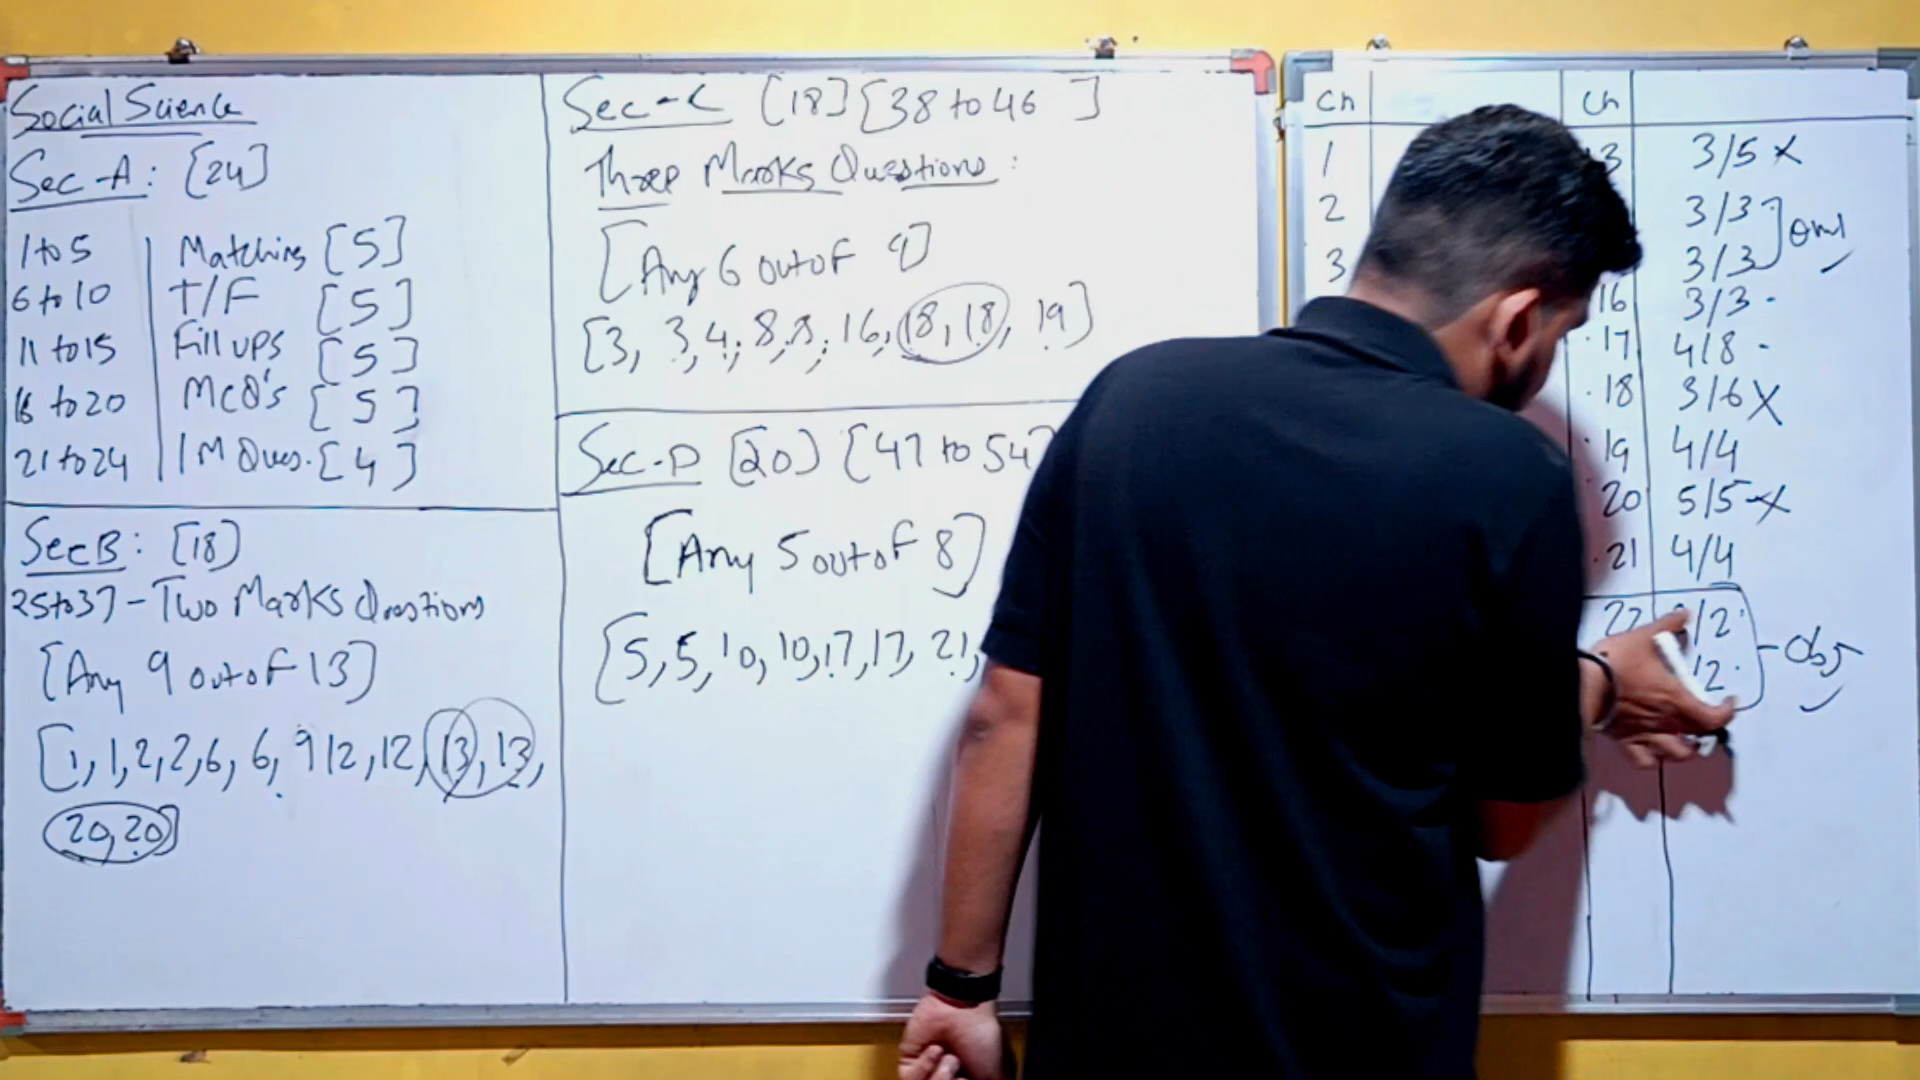 Social Science
Sec-A: [24]
1 to 5 | Matching [5]
6 to 10 | T/F [5]
11 to 15 | Fill ups [5]
16 to 20 | MCQ's [5]
21 to 24 | 1M Ques. [4]
Sec B: [18]
25 to 37 - Two Marks Questions
[Any 9 out of 13]
[1, 1, 2, 2, 6, 6, 9 12, 12, 13, 13,
20, 20]
Sec-C [18] [38 to 46 ]
Three Marks Questions:
[Any 6 out of 9]
[3, 3, 4, 8, 8, 16, 18, 18, 19]
Sec-D [20] [47 to 54
[Any 5 out of 8]
[5, 5, 10, 10, 17, 17, 21,
Ch Ch
1 3 3/5 X
2 3/3
3 3/3
16 3/3
17 4/8
18 3/6 X
19 4/4
20 5/5 X
21 4/4
22 /2
/2
Obj